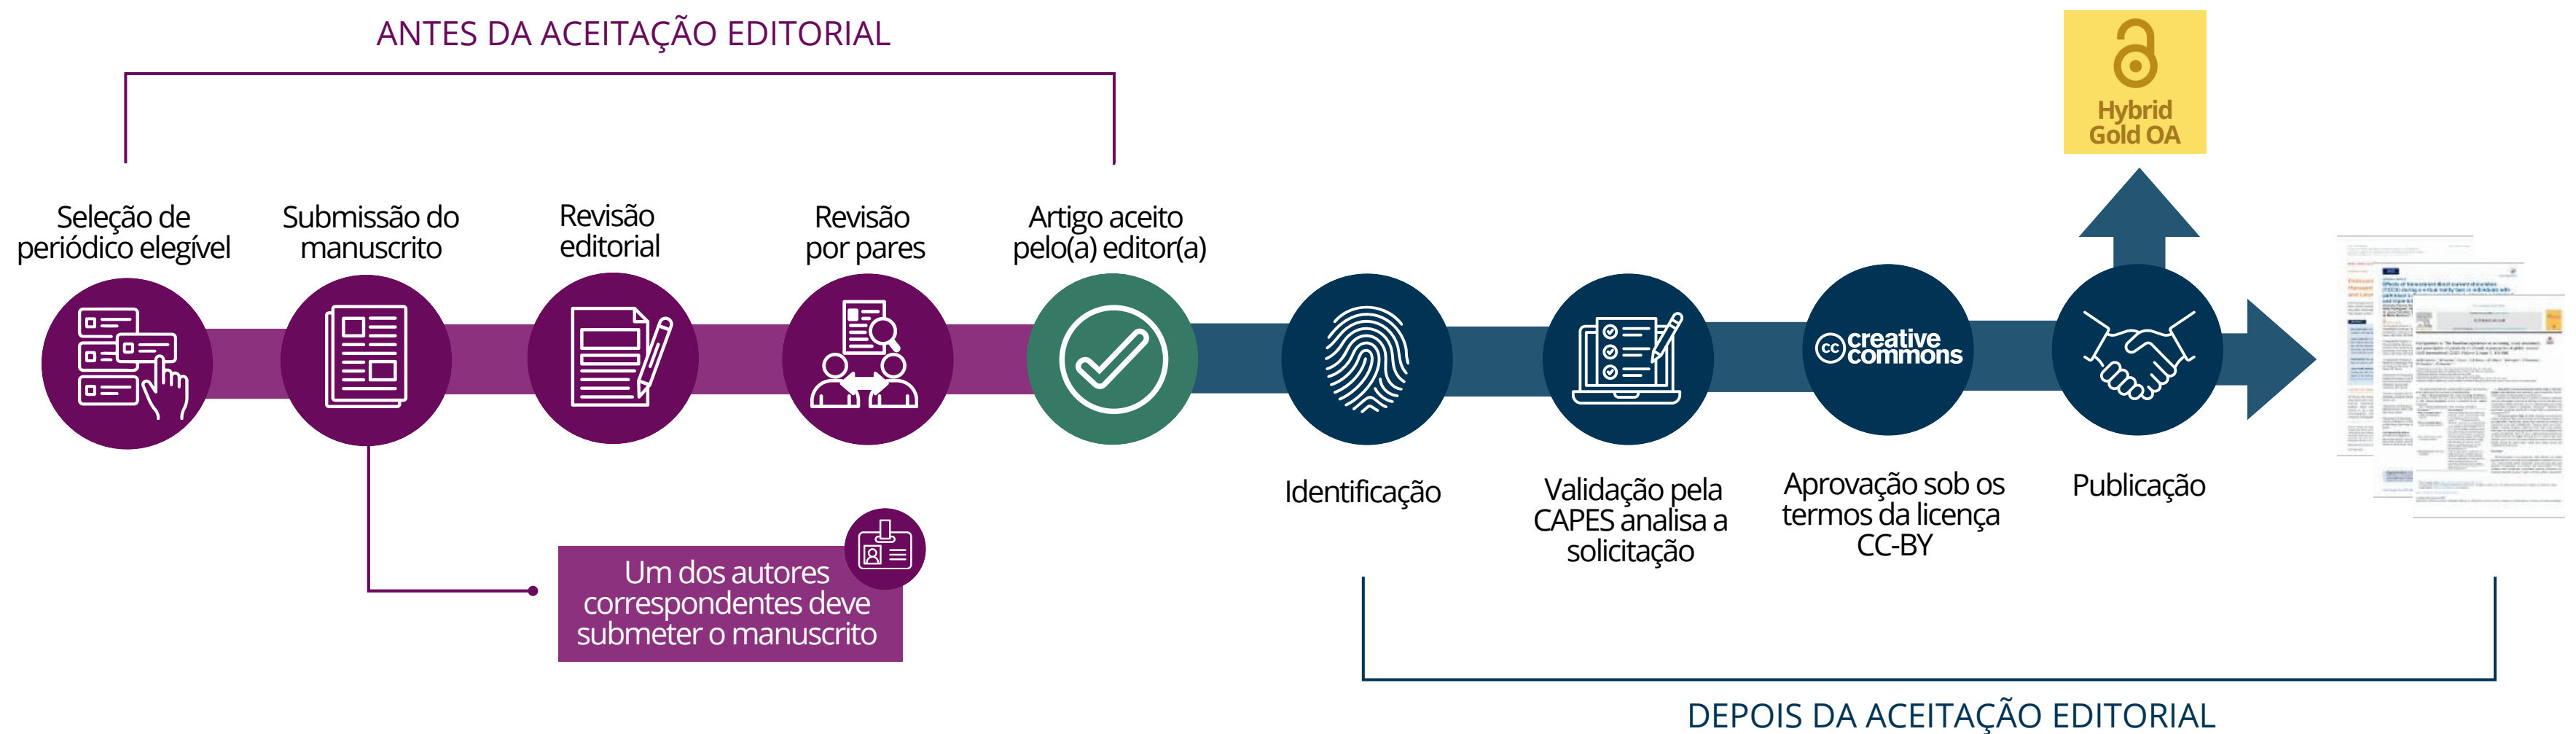 ANTES DA ACEITAÇÃO EDITORIAL
Hybrid
Gold OA
Seleção de
periódico elegível
Submissão do
manuscrito
Revisão
editorial
Revisão
por pares
Artigo aceito
pelo(a) editor(a)
cc creative
commons
Identificação
Validação pela
CAPES analisa a
solicitação
Aprovação sob os
termos da licença
CC-BY
Publicação
Um dos autores
correspondentes deve
submeter o manuscrito
DEPOIS DA ACEITAÇÃO EDITORIAL